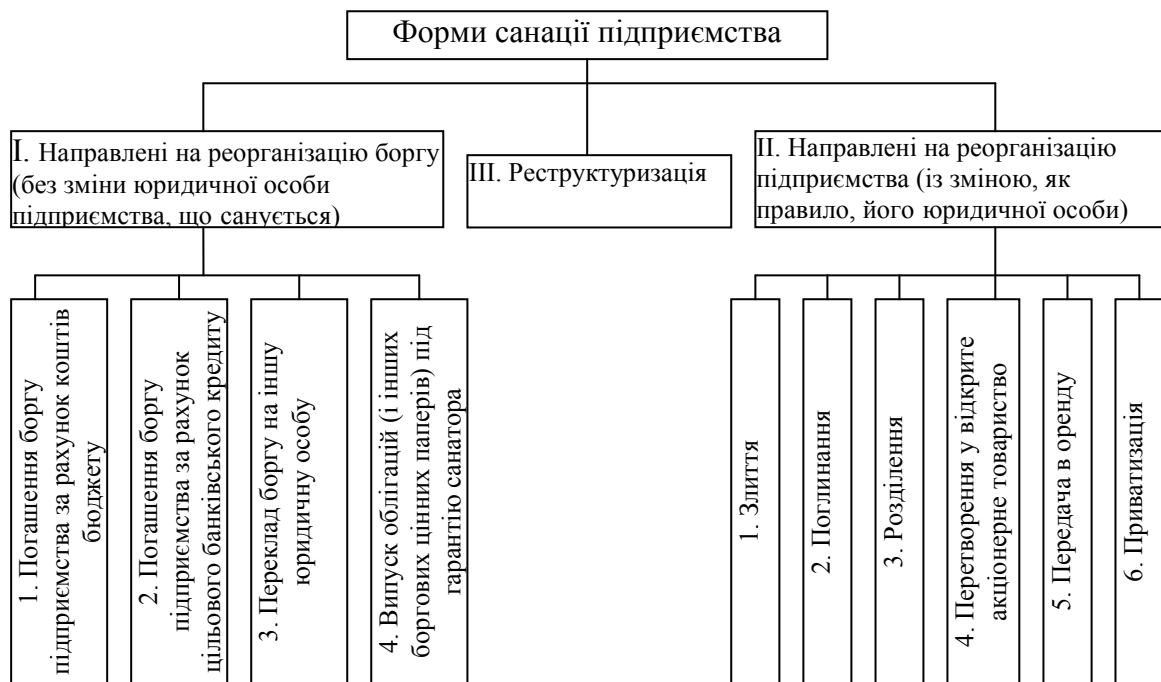 Форми санації підприємства
І. Направлені на реорганізацію боргу
(без зміни юридичної особи
підприємства, що санується)
ІІІ. Реструктуризація
ІІ. Направлені на реорганізацію
підприємства (із зміною, як
правило, його юридичної особи)
1. Погашення боргу
підприємства за рахунок коштів
бюджету
2. Погашення боргу
підприємства за рахунок
цільового банківського кредиту
3. Переклад боргу на іншу
юридичну особу
4. Випуск облігацій (і інших
боргових цінних паперів) під
гарантію санатора
1. Злиття
2. Поглинання
3. Розділення
4. Перетворення у відкрите
акціонерне товариство
5. Передача в оренду
6. Приватизація